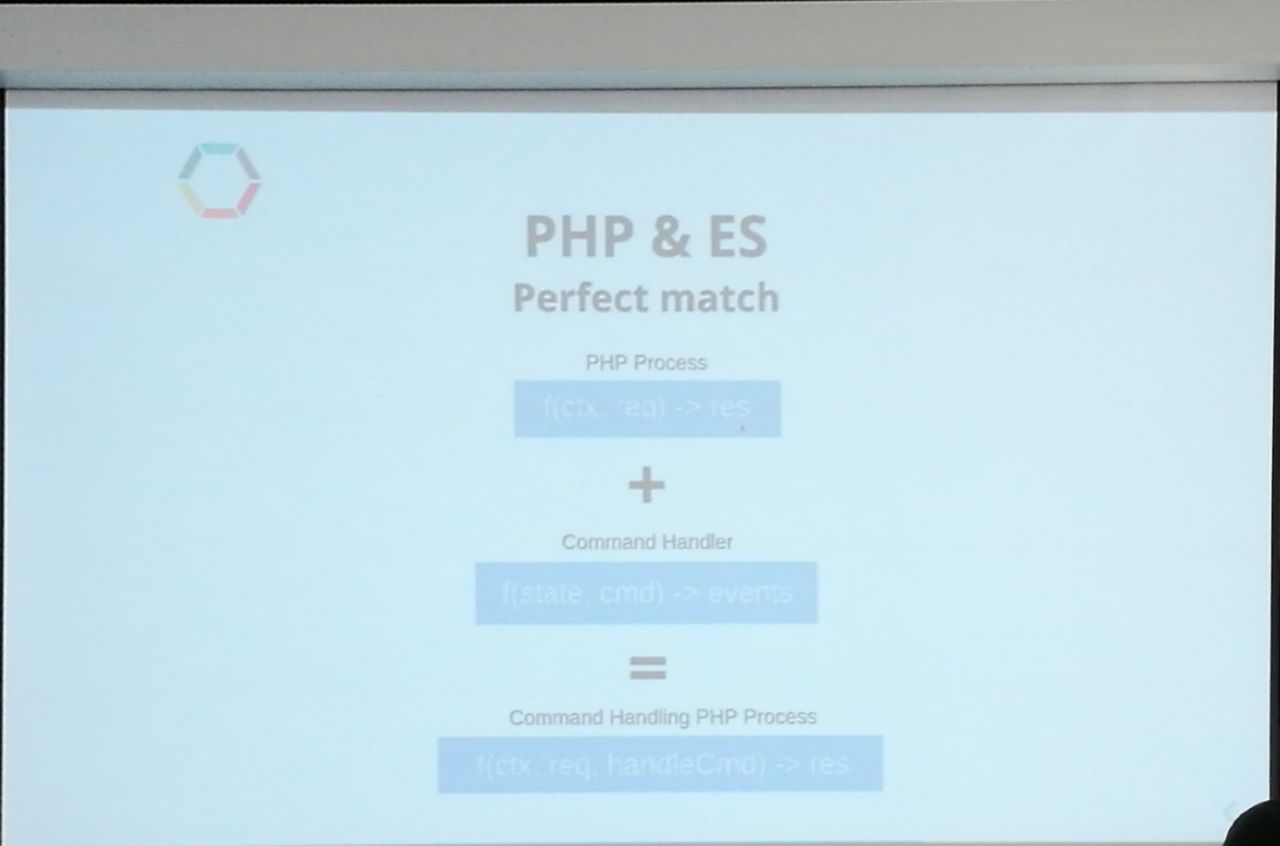 PHP & ES
Perfect match
PHP Process
f(ctx, req) -> res
+
Command Handler
f(state, cmd) -> events
=
Command Handling PHP Process
f(ctx, req, handleCmd) -> res